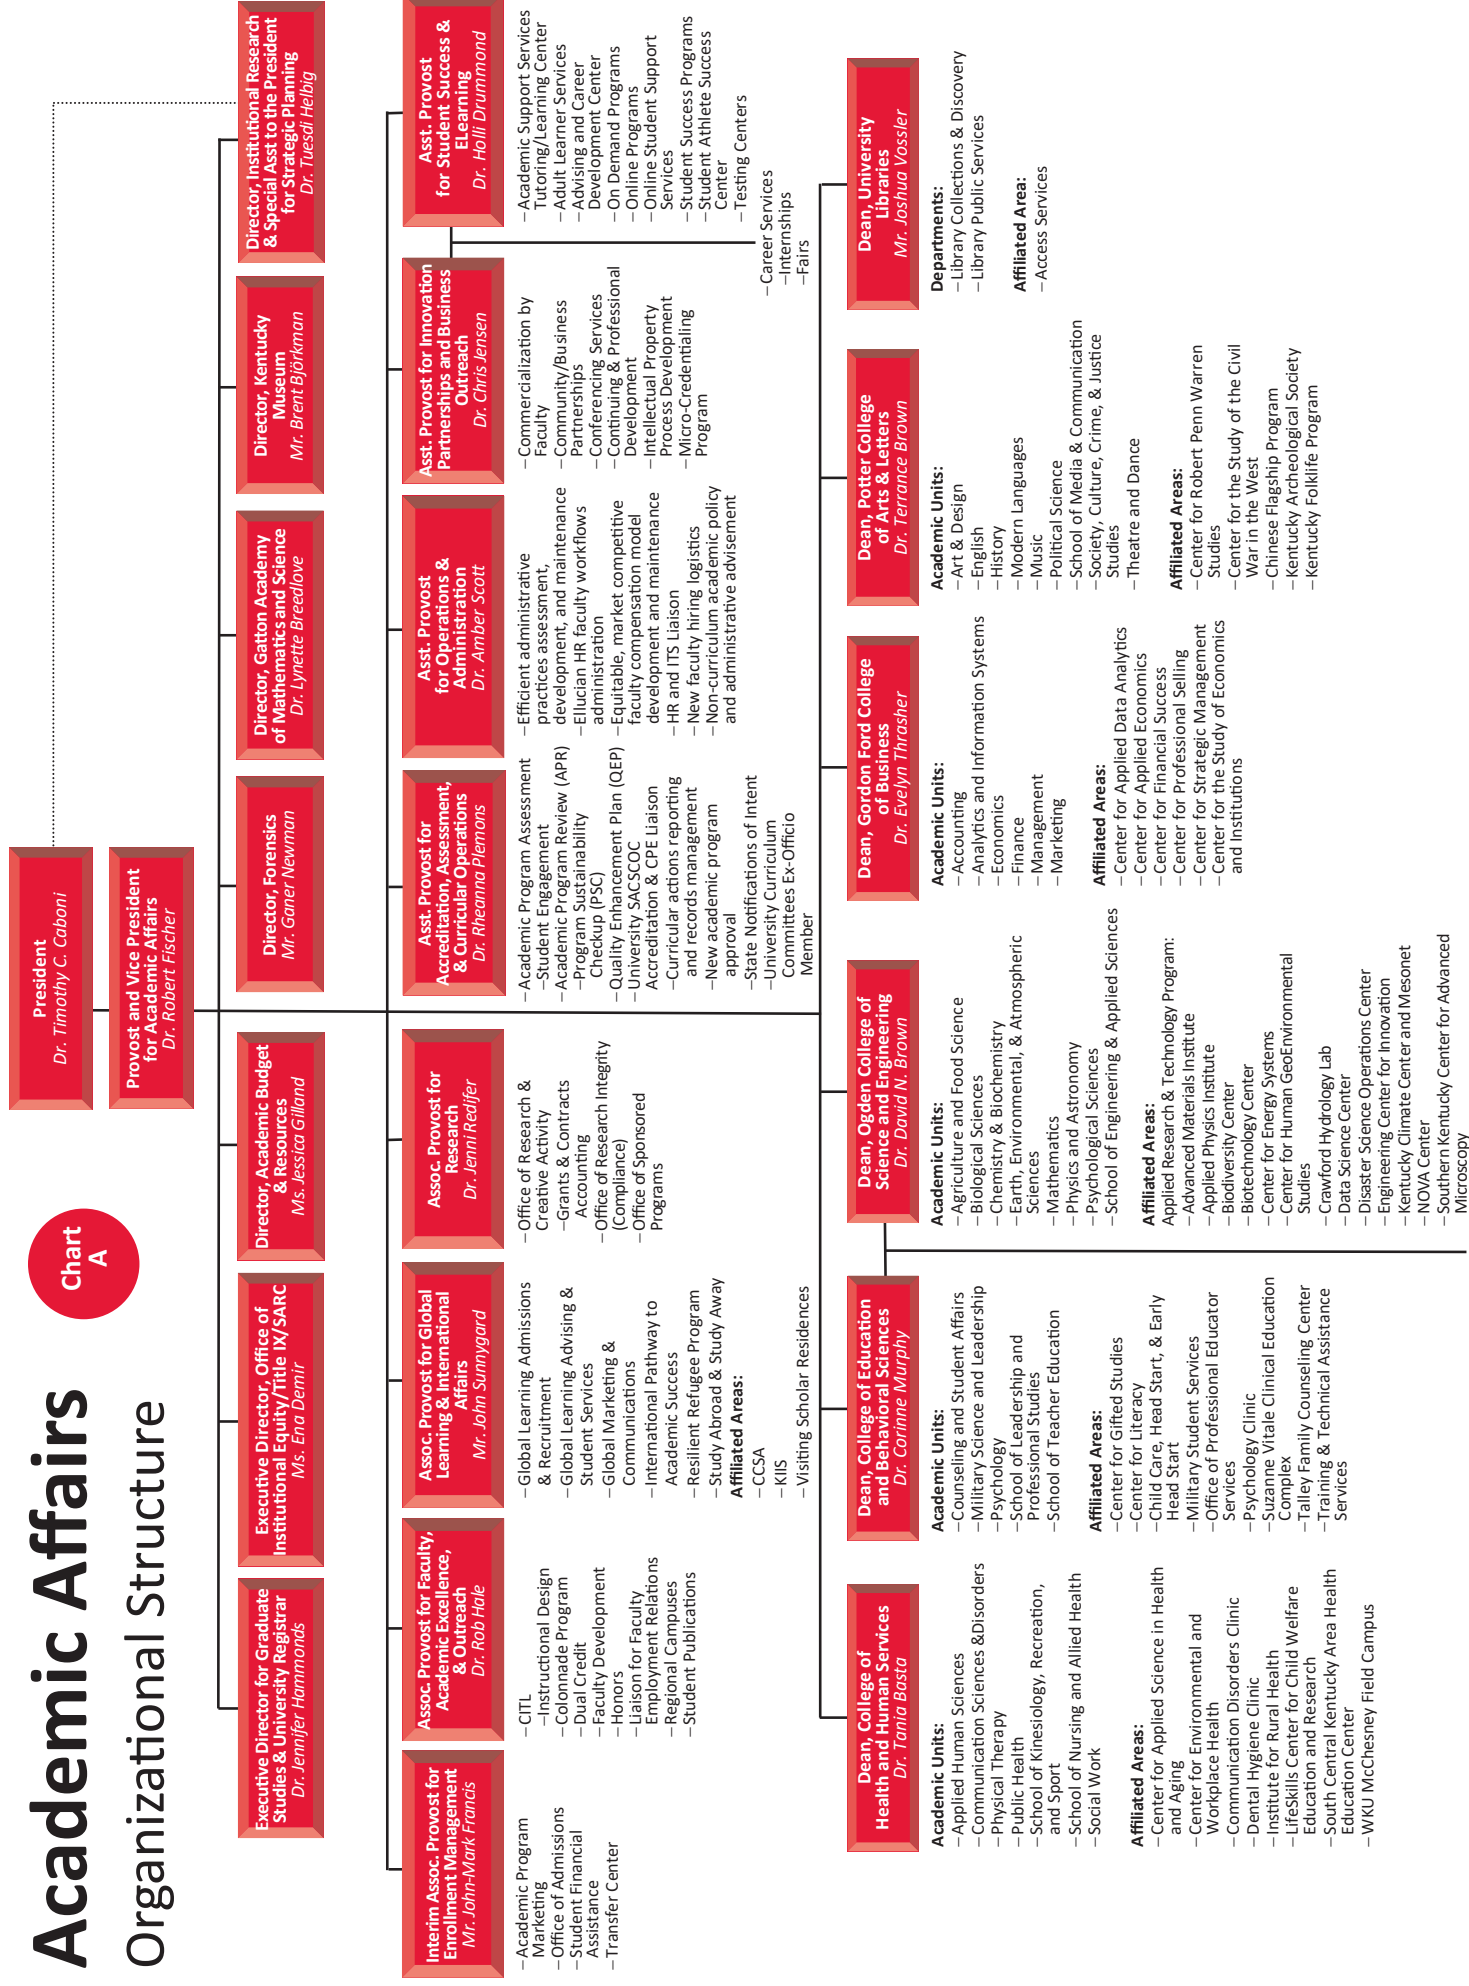 Academic Affairs
Organizational Structure
Chart
A
President
Dr. Timothy C. Caboni
Provost and Vice President
for Academic Affairs
Dr. Robert Fischer
Executive Director for Graduate
Studies & University Registrar
Dr. Jennifer Hammonds
Executive Director, Office of
Institutional Equity/Title IX/SARC
Ms. Ena Demir
Director, Academic Budget
& Resources
Ms. Jessica Gilland
Director, Forensics
Mr. Ganer Newman
Director, Gatton Academy
of Mathematics and Science
Dr. Lynette Breedlove
Director, Kentucky
Museum
Mr. Brent Björkman
Director, Institutional Research
& Special Asst to the President
for Strategic Planning
Dr. Tuesdi Helbig
Interim Assoc. Provost for
Enrollment Management
Mr. John-Mark Francis
–Academic Program
Marketing
–Office of Admissions
–Student Financial
Assistance
–Transfer Center
Assoc. Provost for Faculty,
Academic Excellence,
& Outreach
Dr. Rob Hale
–CITL
–Instructional Design
–Colonnade Program
–Dual Credit
–Faculty Development
–Honors
–Liaison for Faculty
Employment Relations
–Regional Campuses
–Student Publications
Assoc. Provost for Global
Learning & International
Affairs
Mr. John Sunnygard
–Global Learning Admissions
& Recruitment
–Global Learning Advising &
Student Services
–Global Marketing &
Communications
–International Pathway to
Academic Success
–Resilient Refugee Program
–Study Abroad & Study Away
Affiliated Areas:
–CCSA
–KIIS
–Visiting Scholar Residences
Assoc. Provost for
Research
Dr. Jenni Redifer
–Office of Research &
Creative Activity
–Grants & Contracts
Accounting
–Office of Research Integrity
(Compliance)
–Office of Sponsored
Programs
Asst. Provost for
Accreditation, Assessment,
& Curricular Operations
Dr. Rheanna Plemons
–Academic Program Assessment
–Student Engagement
–Academic Program Review (APR)
–Program Sustainability
Checkup (PSC)
–Quality Enhancement Plan (QEP)
–University SACSCOC
Accreditation & CPE Liaison
–Curricular actions reporting
and records management
–New academic program
approval
–State Notifications of Intent
–University Curriculum
Committees Ex-Officio
Member
Asst. Provost
for Operations &
Administration
Dr. Amber Scott
–Efficient administrative
practices assessment,
development, and maintenance
–Ellucian HR faculty workflows
administration
–Equitable, market competitive
faculty compensation model
development and maintenance
–HR and ITS Liaison
–New faculty hiring logistics
–Non-curriculum academic policy
and administrative advisement
Asst. Provost for Innovation
Partnerships and Business
Outreach
Dr. Chris Jensen
–Commercialization by
Faculty
–Community/Business
Partnerships
–Conferencing Services
–Continuing & Professional
Development
–Intellectual Property
Process Development
–Micro-Credentialing
Program
Asst. Provost
for Student Success &
ELearning
Dr. Holli Drummond
–Academic Support Services
Tutoring/Learning Center
–Adult Learner Services
–Advising and Career
Development Center
–On Demand Programs
–Online Programs
–Online Student Support
Services
–Student Success Programs
–Student Athlete Success
Center
–Testing Centers
–Career Services
–Internships
–Fairs
Dean, College of
Health and Human Services
Dr. Tania Basta
Academic Units:
–Applied Human Sciences
–Communication Sciences &Disorders
–Physical Therapy
–Public Health
–School of Kinesiology, Recreation,
and Sport
–School of Nursing and Allied Health
–Social Work
Affiliated Areas:
–Center for Applied Science in Health
and Aging
–Center for Environmental and
Workplace Health
–Communication Disorders Clinic
–Dental Hygiene Clinic
–Institute for Rural Health
–LifeSkills Center for Child Welfare
Education and Research
–South Central Kentucky Area Health
Education Center
–WKU McChesney Field Campus
Dean, College of Education
and Behavioral Sciences
Dr. Corinne Murphy
Academic Units:
–Counseling and Student Affairs
–Military Science and Leadership
–Psychology
–School of Leadership and
Professional Studies
–School of Teacher Education
Affiliated Areas:
–Center for Gifted Studies
–Center for Literacy
–Child Care, Head Start, & Early
Head Start
–Military Student Services
–Office of Professional Educator
Services
–Psychology Clinic
–Suzanne Vitale Clinical Education
Complex
–Talley Family Counseling Center
–Training & Technical Assistance
Services
Dean, Ogden College of
Science and Engineering
Dr. David N. Brown
Academic Units:
–Agriculture and Food Science
–Biological Sciences
–Chemistry & Biochemistry
–Earth, Environmental, & Atmospheric
Sciences
–Mathematics
–Physics and Astronomy
–Psychological Sciences
–School of Engineering & Applied Sciences
Affiliated Areas:
Applied Research & Technology Program:
–Advanced Materials Institute
–Applied Physics Institute
–Biodiversity Center
–Biotechnology Center
–Center for Energy Systems
–Center for Human GeoEnvironmental
Studies
–Crawford Hydrology Lab
–Data Science Center
–Disaster Science Operations Center
–Engineering Center for Innovation
–Kentucky Climate Center and Mesonet
–NOVA Center
–Southern Kentucky Center for Advanced
Microscopy
Dean, Gordon Ford College
of Business
Dr. Evelyn Thrasher
Academic Units:
–Accounting
–Analytics and Information Systems
–Economics
–Finance
–Management
–Marketing
Affiliated Areas:
–Center for Applied Data Analytics
–Center for Applied Economics
–Center for Financial Success
–Center for Professional Selling
–Center for Strategic Management
–Center for the Study of Economics
and Institutions
Dean, Potter College
of Arts & Letters
Dr. Terrance Brown
Academic Units:
–Art & Design
–English
–History
–Modern Languages
–Music
–Political Science
–School of Media & Communication
–Society, Culture, Crime, & Justice
Studies
–Theatre and Dance
Affiliated Areas:
–Center for Robert Penn Warren
Studies
–Center for the Study of the Civil
War in the West
–Chinese Flagship Program
–Kentucky Archeological Society
–Kentucky Folklife Program
Dean, University
Libraries
Mr. Joshua Vossler
Departments:
–Library Collections & Discovery
–Library Public Services
Affiliated Area:
–Access Services